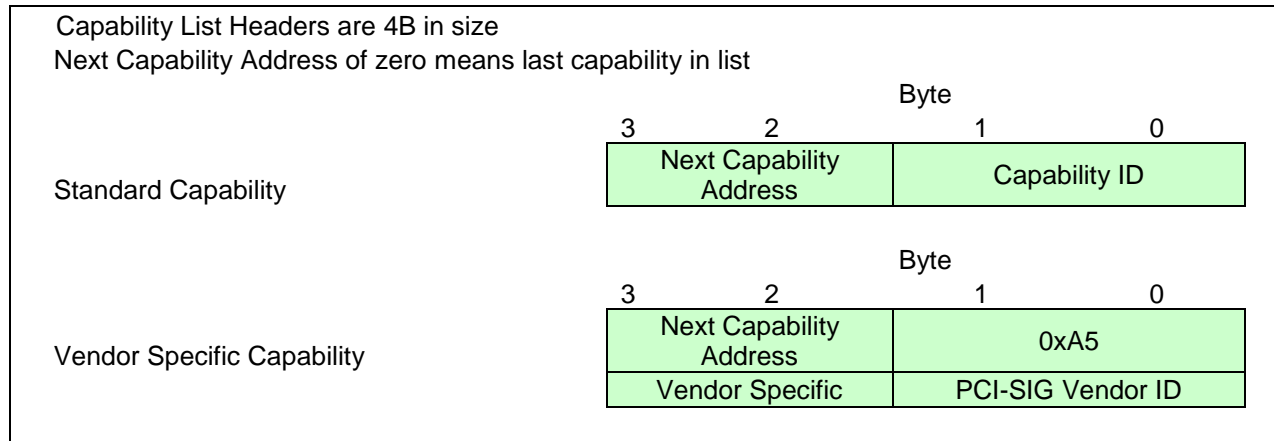 Capability List Headers are 4B in size
Next Capability Address of zero means last capability in list
Byte
3 2 1 0
Standard Capability
Next Capability
Address
Capability ID
Byte
3 2 1 0
Vendor Specific Capability
Next Capability
Address
0xA5
Vendor Specific PCI-SIG Vendor ID